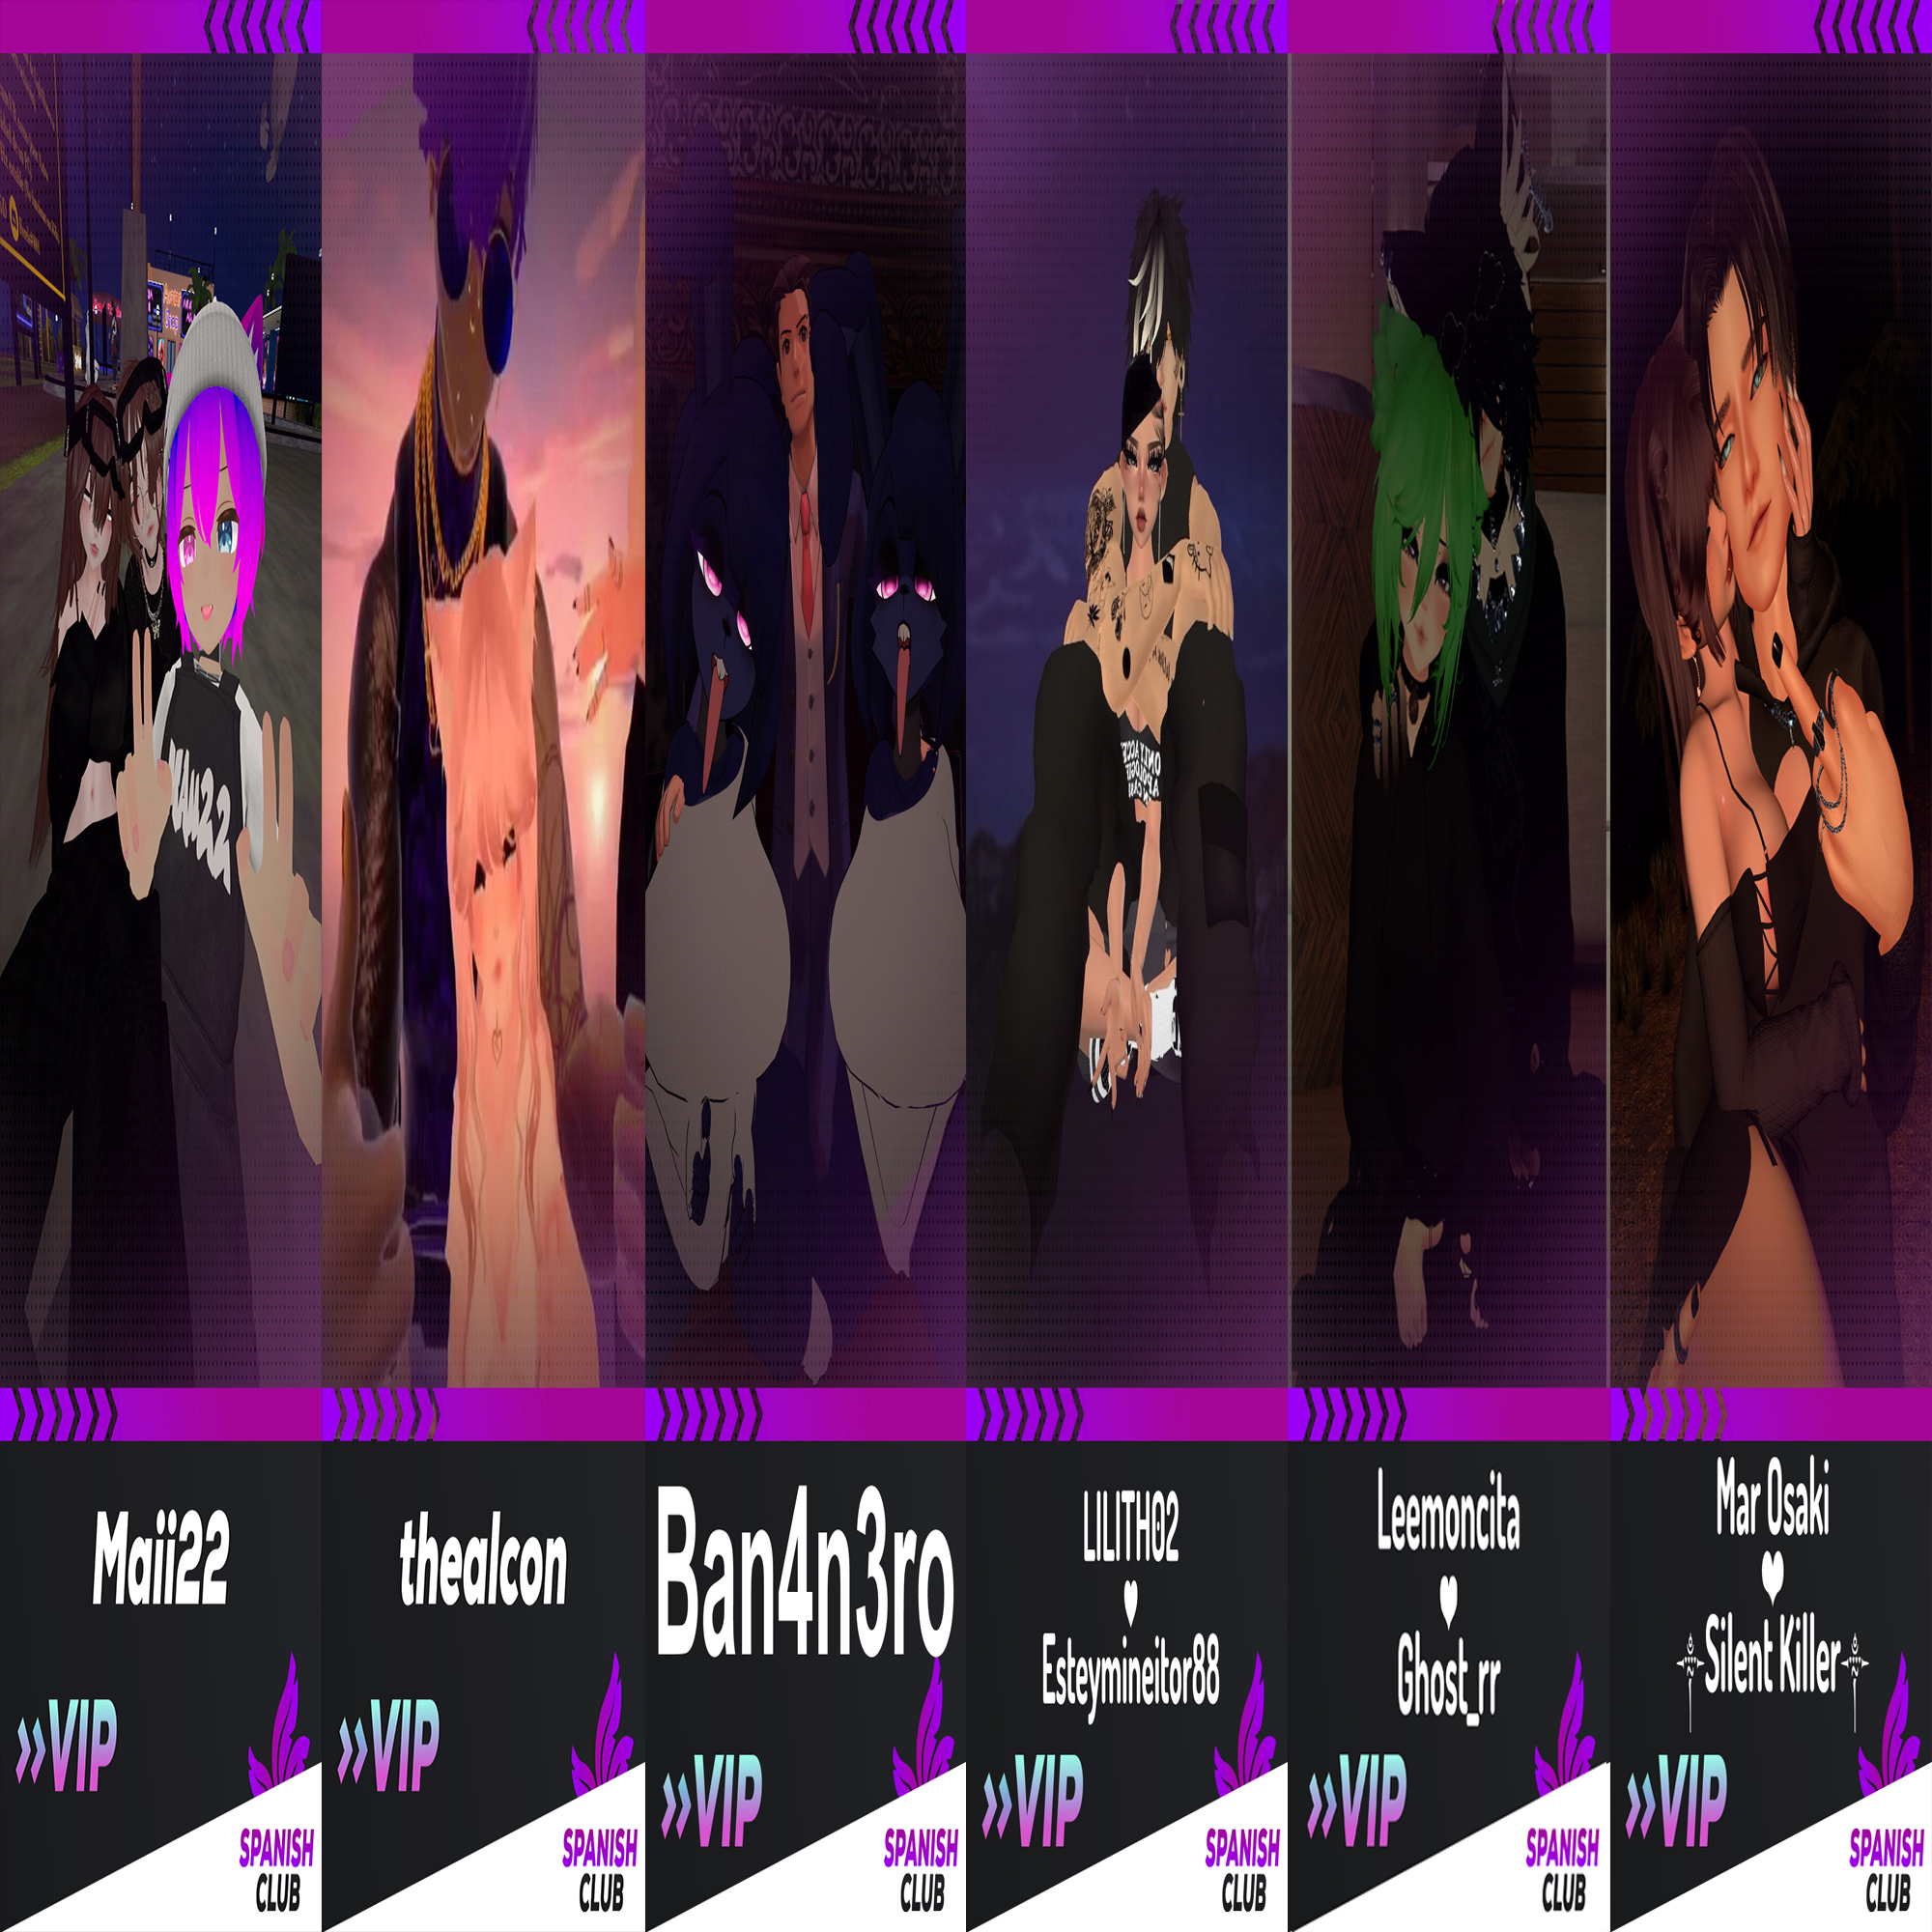 Maii22
VIP
SPANISH
CLUB
thealcon
VIP
SPANISH
CLUB
Ban4n3ro
VIP
SPANISH
CLUB
LILITH02
Esteymineitor88
VIP
SPANISH
CLUB
Leemoncita
Ghost_rr
VIP
SPANISH
CLUB
Mar Osaki
Silent Killer
VIP
SPANISH
CLUB